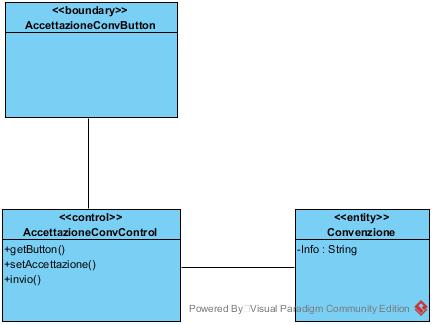 <<boundary>>
AccettazioneConvButton
<<control>>
AccettazioneConvControl
+getButton()
+setAccettazione()
+invio()
<<entity>>
Convenzione
-Info : String
Powered By Visual Paradigm Community Edition